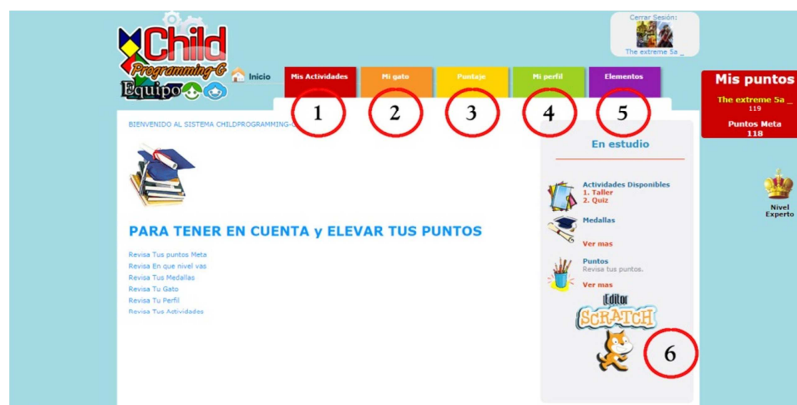 Child
Programming-G
Equipo
Inicio
Mis Actividades
Mi gato
Puntaje
Mi perfil
Elementos
Cerrar Sesión:
The extreme Sa _
1
2
3
4
5
BIENVENIDO AL SISTEMA CHILDPROGRAMMING-
PARA TENER EN CUENTA y ELEVAR TUS PUNTOS
Revisa Tus puntos Meta
Revisa En que nivel vas
Revisa Tus Medallas
Revisa Tu Gato
Revisa Tu Perfil
Revisa Tus Actividades
En estudio
Actividades Disponibles
1. Taller
2. Quiz
Medallas
Ver mas
Puntos
Revisa tus puntos.
Ver mas
Editor
SCRATCH
6
Mis puntos
The extreme Sa _
119
Puntos Meta
118
Nivel
Experto